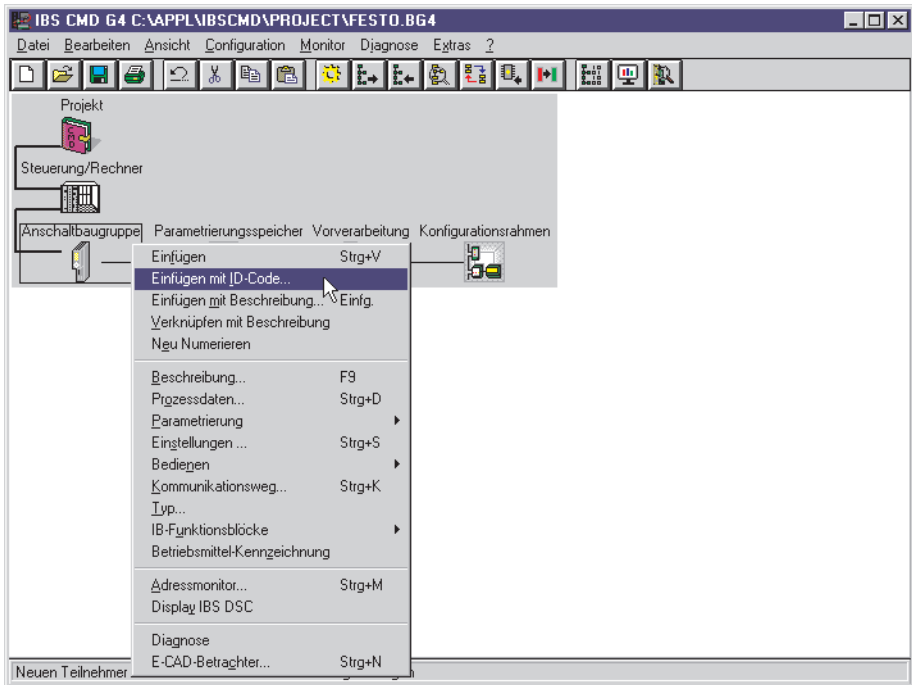 IBS CMD G4 C:\APPL\IBSCMD\PROJECT\FESTO.BG4
Datei Bearbeiten Ansicht Configuration Monitor Diagnose Extras ?
Projekt
CMD
Steuerung/Rechner
Anschaltbaugruppe Parametrierungsspeicher Vorverarbeitung Konfigurationsrahmen
Einfügen Strg+V
Einfügen mit ID-Code...
Einfügen mit Beschreibung... Einfg.
Verknüpfen mit Beschreibung
Neu Numerieren
Beschreibung... F9
Prozessdaten... Strg+D
Parametrierung
Einstellungen ... Strg+S
Bedienen
Kommunikationsweg... Strg+K
Typ...
IB-Funktionsblöcke
Betriebsmittel-Kennzeichnung
Adressmonitor... Strg+M
Display IBS DSC
Diagnose
E-CAD-Betrachter... Strg+N
Neuen Teilnehmer